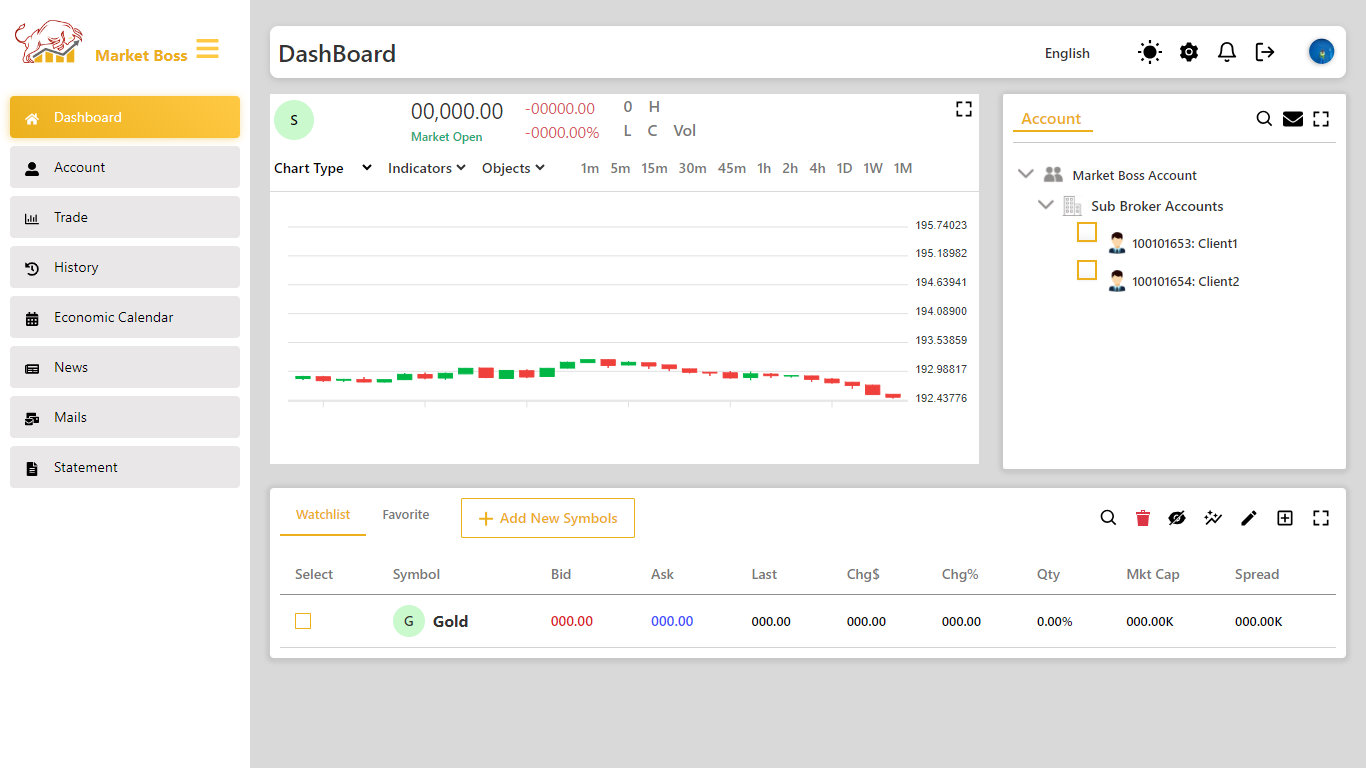 Market Boss
Dashboard
Account
Trade
History
Economic Calendar
News
Mails
Statement
DashBoard
English
S
00,000.00
Market Open
-00000.00
-0000.00%
0 H
L C Vol
Chart Type Indicators Objects 1m 5m 15m 30m 45m 1h 2h 4h 1D 1W 1M
195.74023
195.18982
194.63941
194.08900
193.53859
192.98817
192.43776
Account
Market Boss Account
Sub Broker Accounts
100101653: Client1
100101654: Client2
Watchlist Favorite Add New Symbols
Select Symbol Bid Ask Last Chg$ Chg% Qty Mkt Cap Spread
G Gold 000.00 000.00 000.00 000.00 000.00 0.00% 000.00K 000.00K